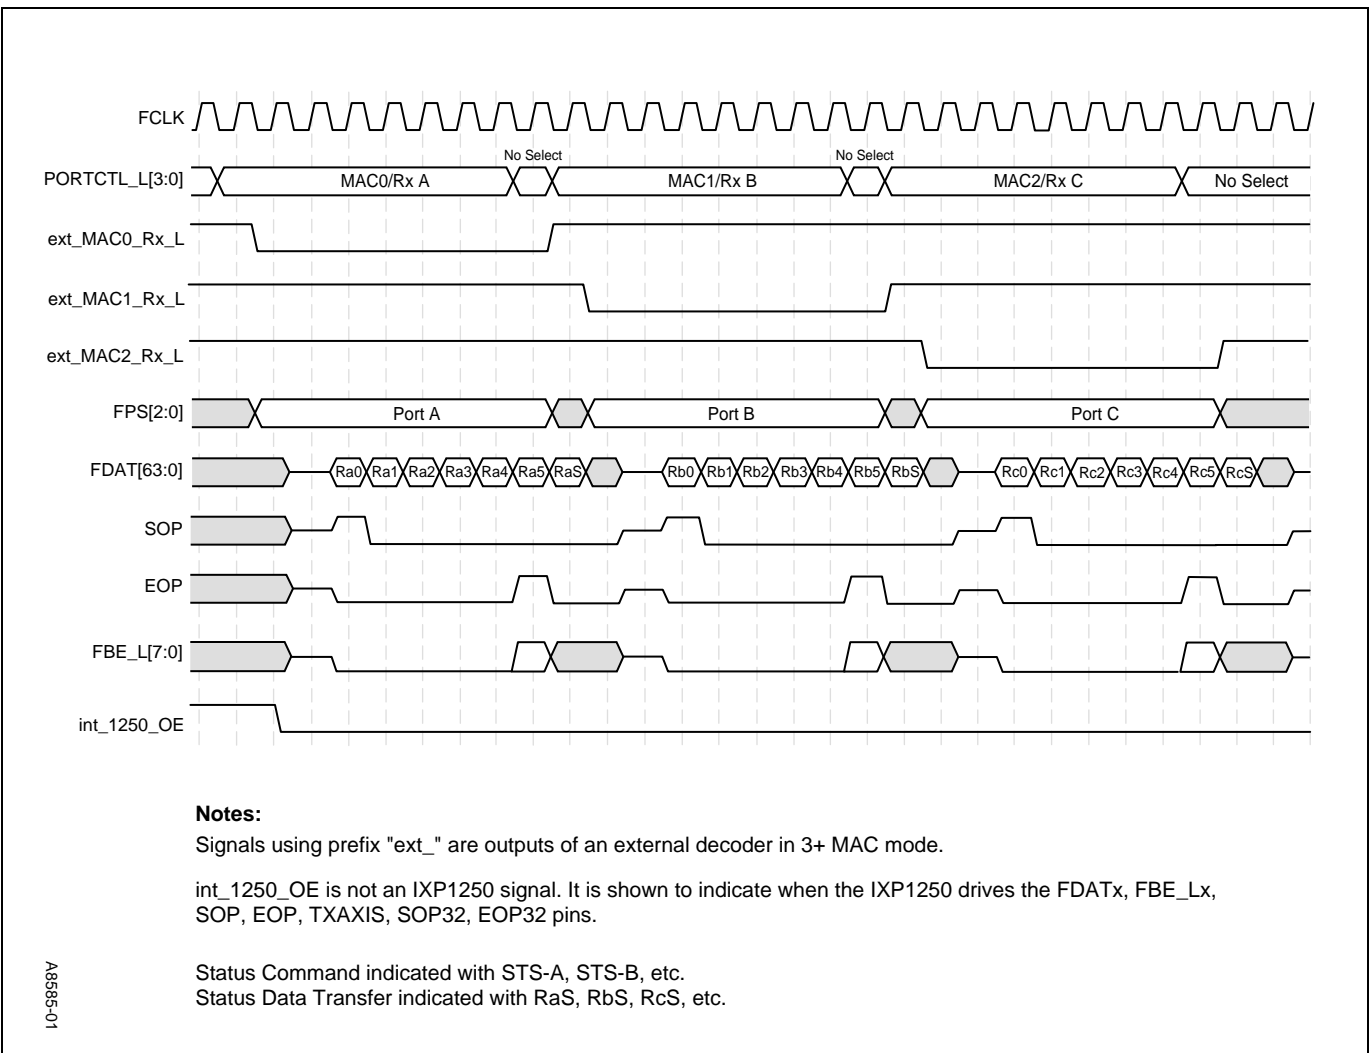 FCLK
No Select No Select
PORTCTL_L[3:0] MAC0/Rx A MAC1/Rx B MAC2/Rx C No Select
ext_MAC0_Rx_L
ext_MAC1_Rx_L
ext_MAC2_Rx_L
FPS[2:0] Port A Port B Port C
FDAT[63:0] Ra0 Ra1 Ra2 Ra3 Ra4 Ra5 RaS Rb0 Rb1 Rb2 Rb3 Rb4 Rb5 RbS Rc0 Rc1 Rc2 Rc3 Rc4 Rc5 RcS
SOP
EOP
FBE_L[7:0]
int_1250_OE
Notes:
Signals using prefix "ext_" are outputs of an external decoder in 3+ MAC mode.
int_1250_OE is not an IXP1250 signal. It is shown to indicate when the IXP1250 drives the FDATx, FBE_Lx,
SOP, EOP, TXAXIS, SOP32, EOP32 pins.
Status Command indicated with STS-A, STS-B, etc.
Status Data Transfer indicated with RaS, RbS, RcS, etc.
A8585-01